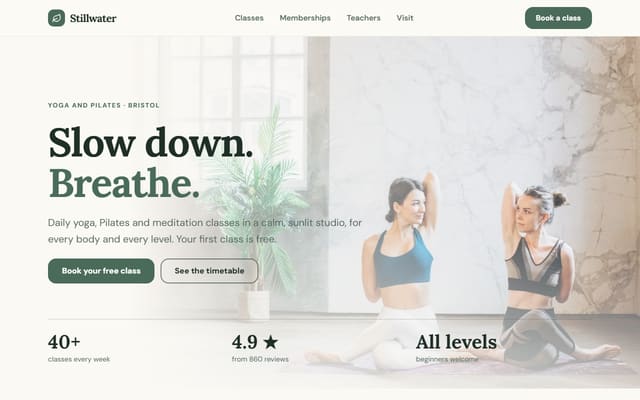 Stillwater
Classes Memberships Teachers Visit
Book a class
YOGA AND PILATES · BRISTOL
Slow down.
Breathe.
Daily yoga, Pilates and meditation classes in a calm, sunlit studio, for
every body and every level. Your first class is free.
Book your free class
See the timetable
40+
classes every week
4.9 ★
from 860 reviews
All levels
beginners welcome